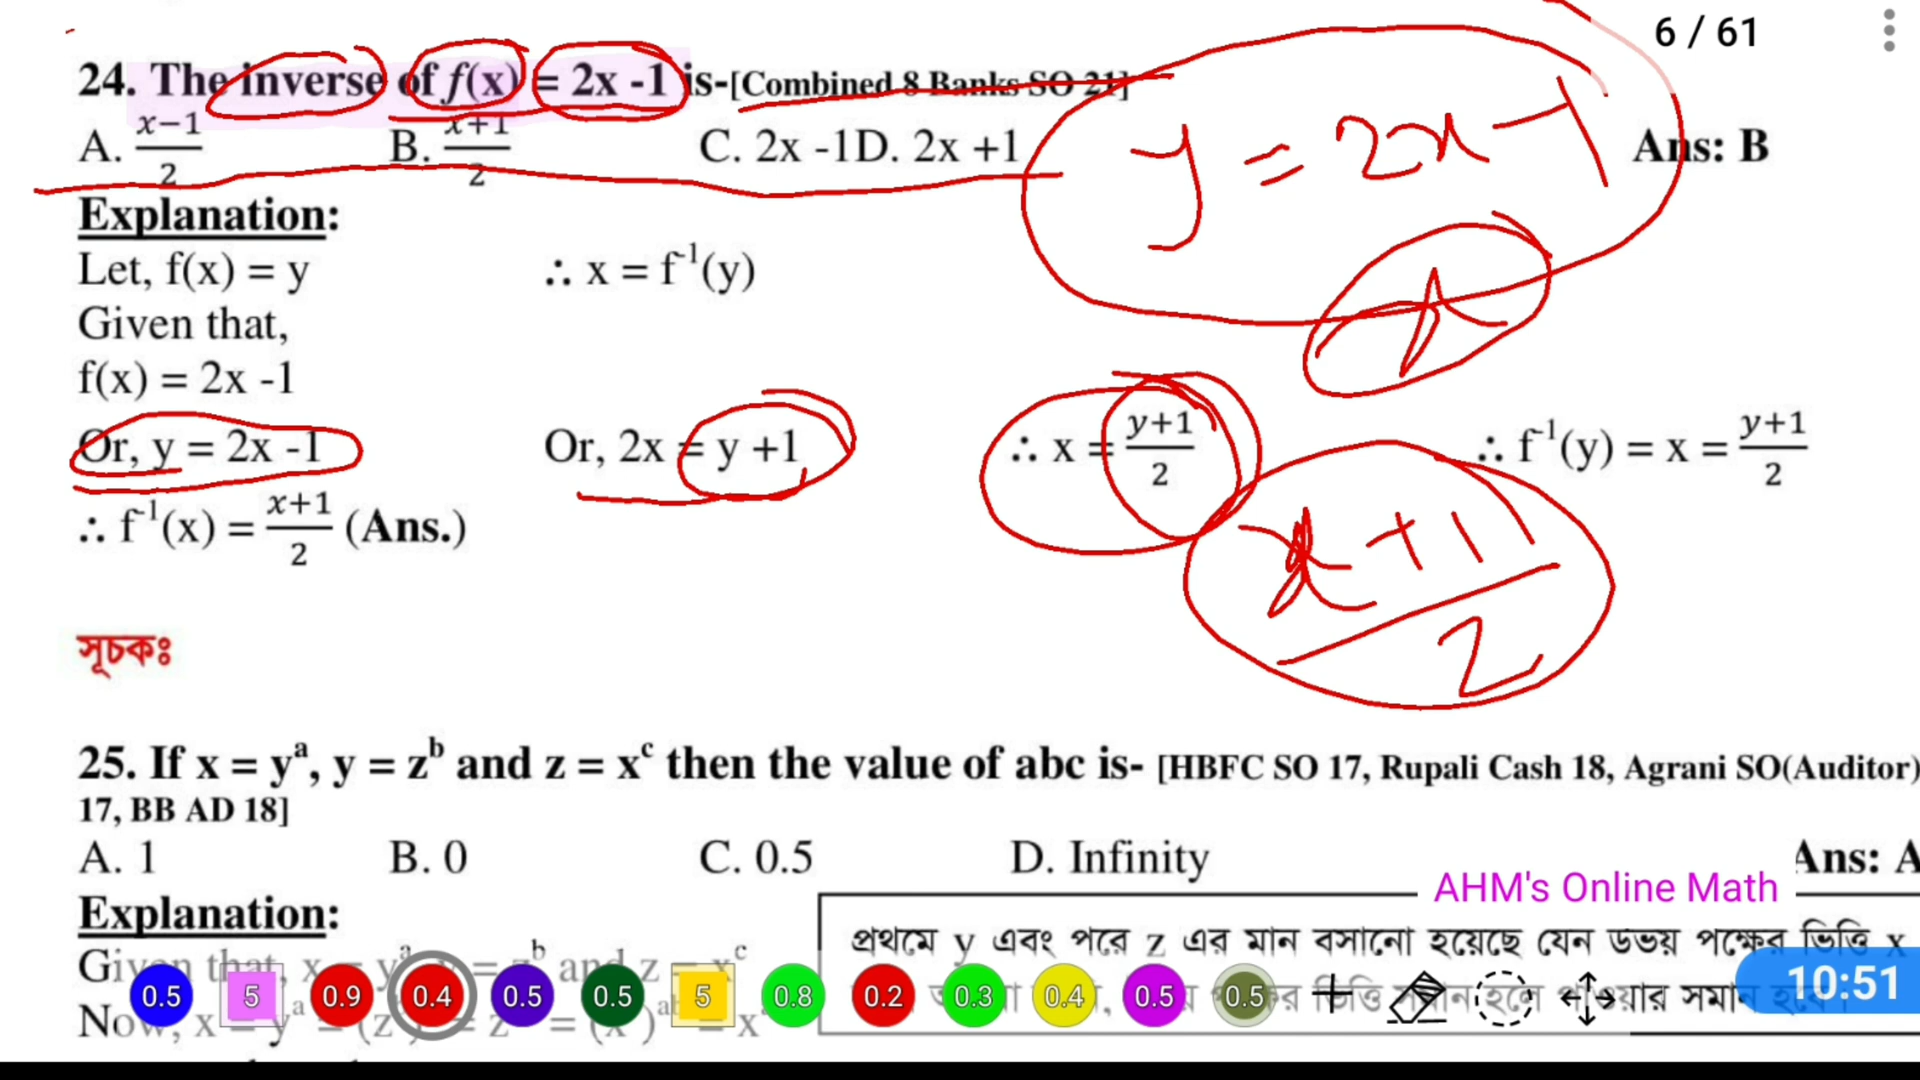 6 / 61
24. The inverse of f(x) = 2x -1 is-[Combined 8 Banks SO 21]
y = 2x - 1
A. x−1/2 B. x+1/2 C. 2x -1D. 2x +1 Ans: B
Explanation:
Let, f(x) = y ∴ x = f⁻¹(y)
x
Given that,
f(x) = 2x -1
Or, y = 2x -1 Or, 2x = y +1 ∴ x = y+1/2 ∴ f⁻¹(y) = x = y+1/2
∴ f⁻¹(x) = x+1/2 (Ans.)
x+1/2
সূচকঃ
25. If x = yᵃ, y = zᵇ and z = xᶜ then the value of abc is- [HBFC SO 17, Rupali Cash 18, Agrani SO(Auditor)
17, BB AD 18]
A. 1 B. 0 C. 0.5 D. Infinity Ans: A
AHM's Online Math
Explanation:
প্রথমে y এবং পরে z এর মান বসানো হয়েছে যেন উভয় পক্ষের ভিত্তি x
Given that, x = yᵃ, y = zᵇ and z = xᶜ
0.5 5 0.9 0.4 0.5 0.5 5 0.8 0.2 0.3 0.4 0.5 0.5
10:51